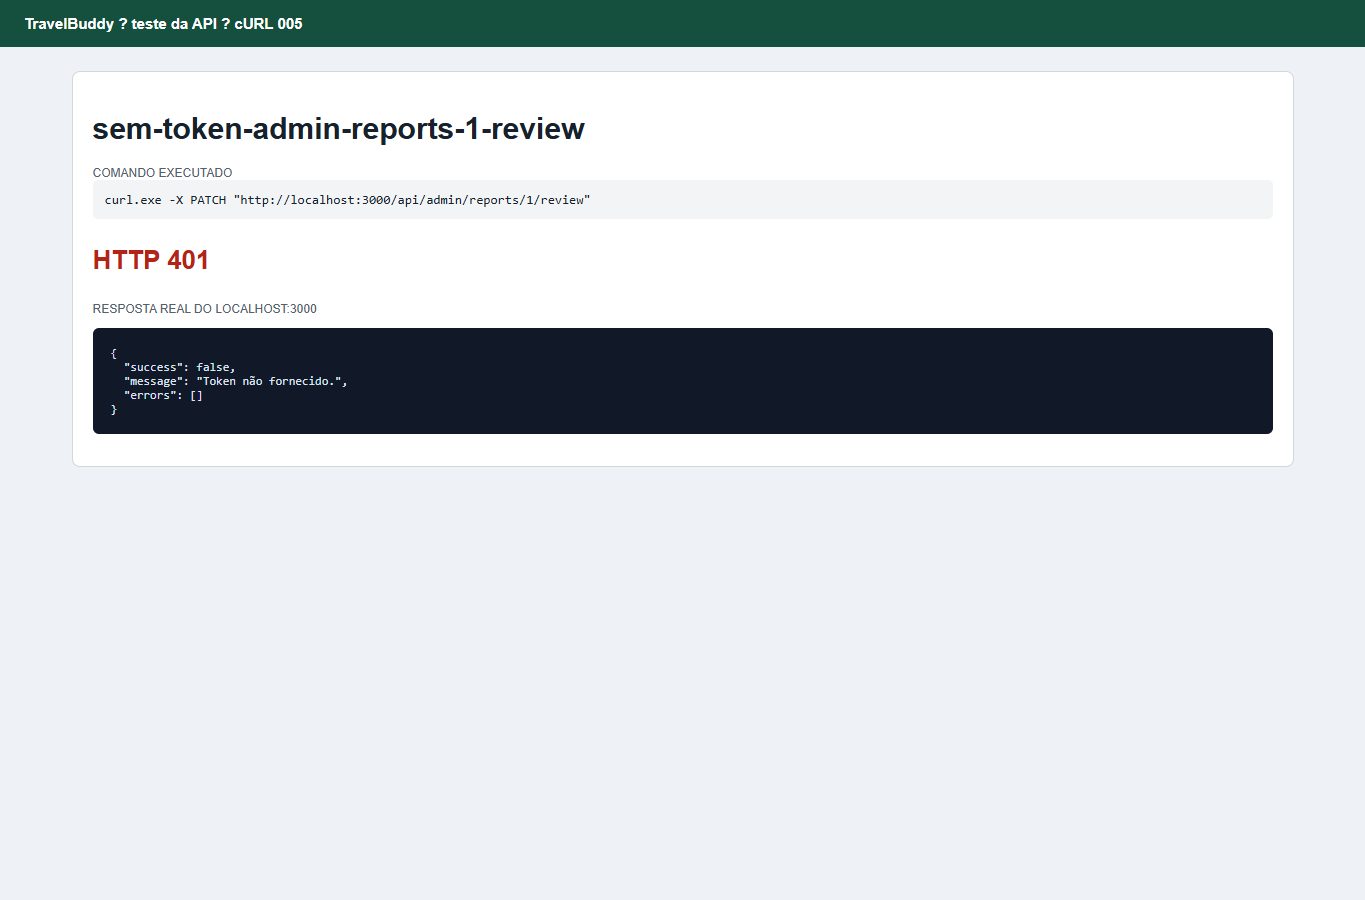 TravelBuddy ? teste da API ? cURL 005
sem-token-admin-reports-1-review
COMANDO EXECUTADO
curl.exe -X PATCH "http://localhost:3000/api/admin/reports/1/review"
HTTP 401
RESPOSTA REAL DO LOCALHOST:3000
{
  "success": false,
  "message": "Token não fornecido.",
  "errors": []
}